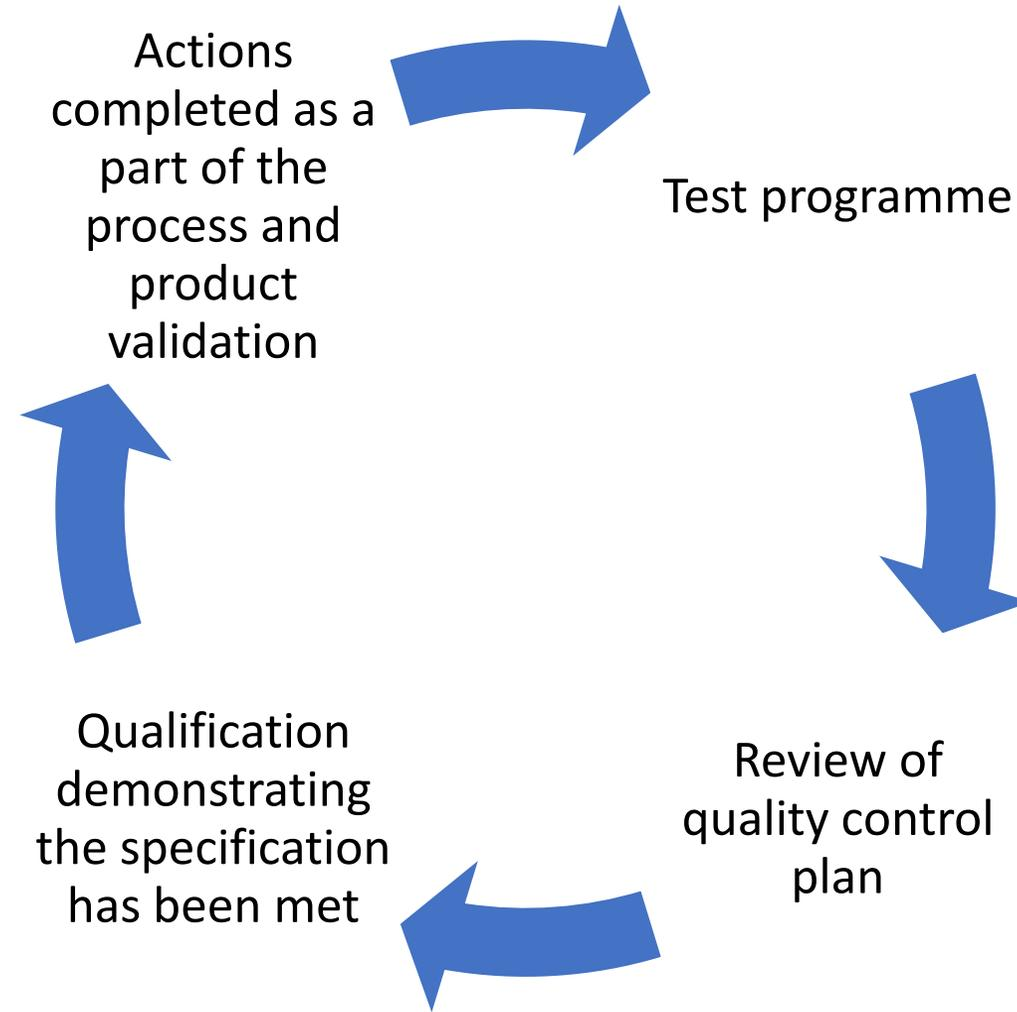 Actions
completed as a
part of the
process and
product
validation
Test programme
Review of
quality control
plan
Qualification
demonstrating
the specification
has been met